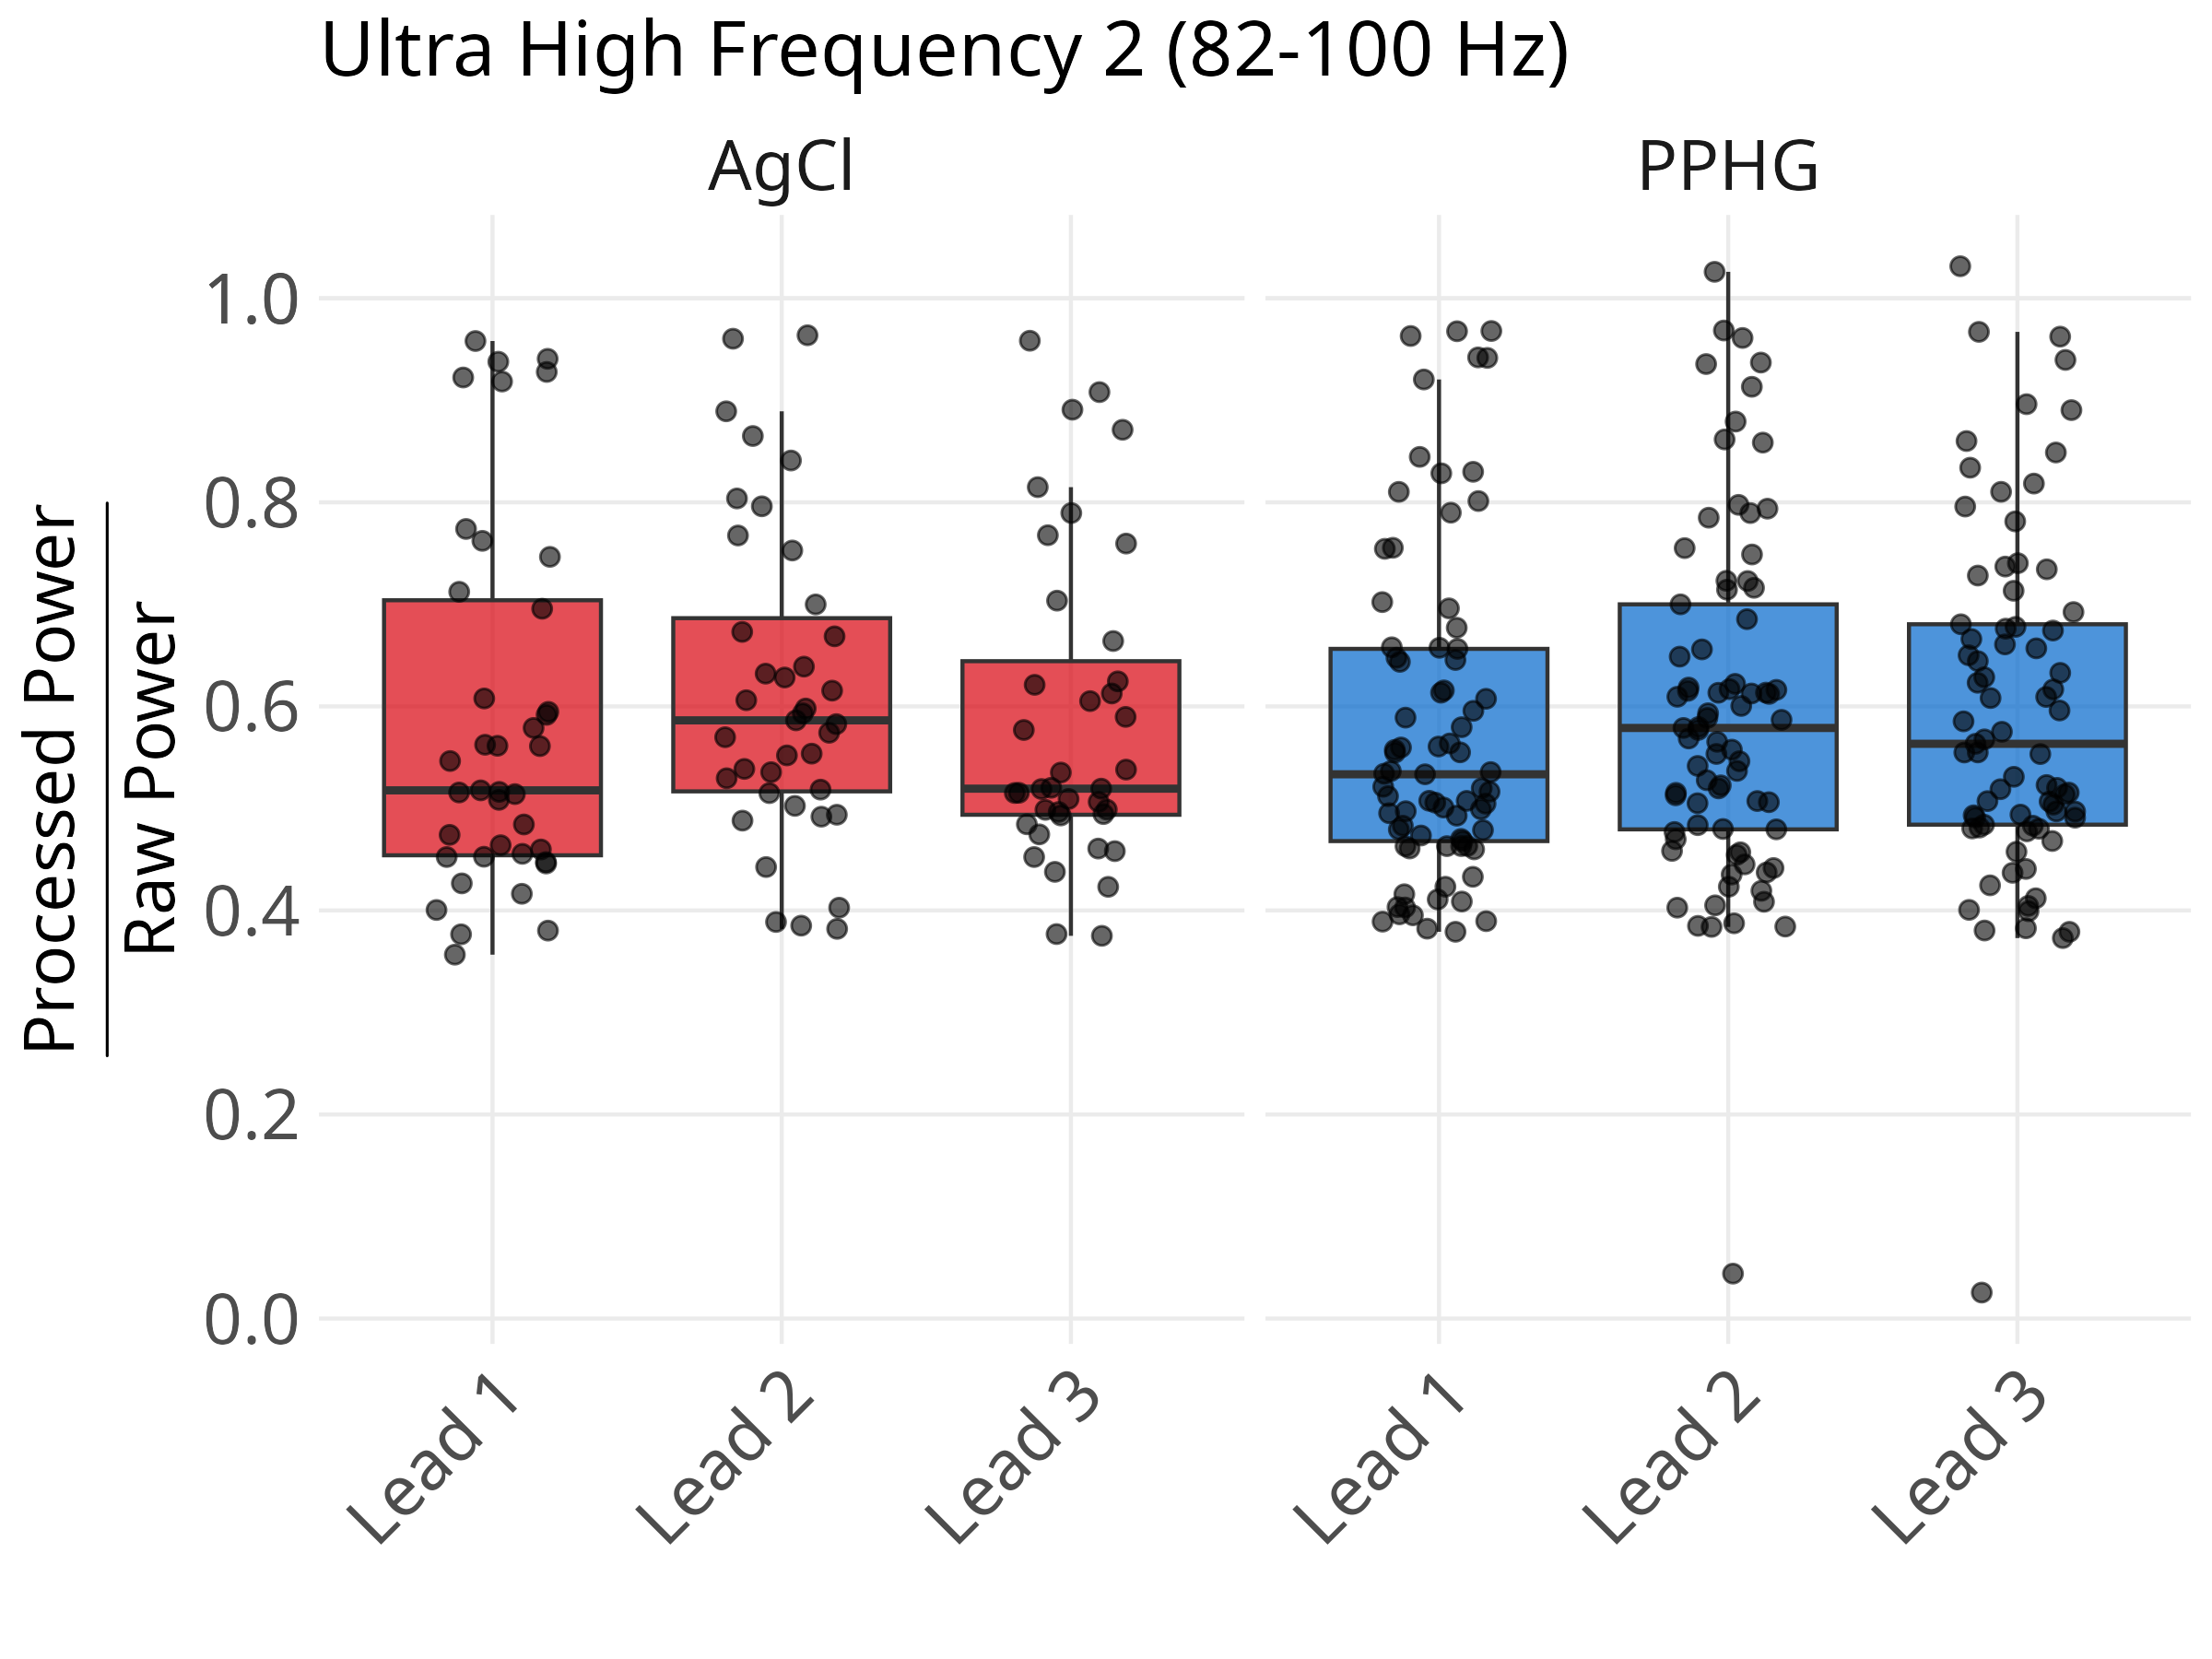 Ultra High Frequency 2 (82-100 Hz)
AgCl
PPHG
Processed Power
Raw Power
1.0
0.8
0.6
0.4
0.2
0.0
Lead 1
Lead 2
Lead 3
Lead 1
Lead 2
Lead 3